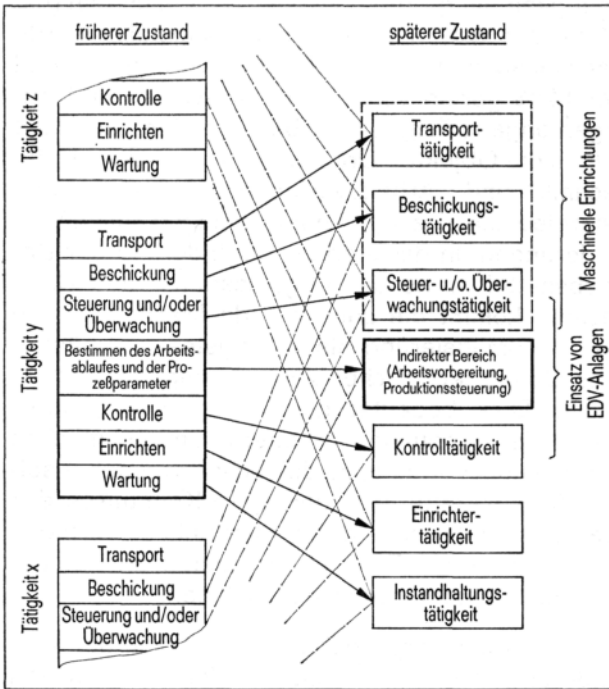 früherer Zustand
Tätigkeit z
Kontrolle
Einrichten
Wartung
Tätigkeit y
Transport
Beschickung
Steuerung und/oder
Überwachung
Bestimmen des Arbeits-
ablaufes und der Pro-
zeßparameter
Kontrolle
Einrichten
Wartung
Tätigkeit x
Transport
Beschickung
Steuerung und/oder
Überwachung
späterer Zustand
Transport-
tätigkeit
Beschickungs-
tätigkeit
Steuer- u./o. Über-
wachungstätigkeit
Indirekter Bereich
(Arbeitsvorbereitung,
Produktionssteuerung)
Kontrolltätigkeit
Einrichter-
tätigkeit
Instandhaltungs-
tätigkeit
Maschinelle Einrichtungen
Einsatz von
EDV-Anlagen